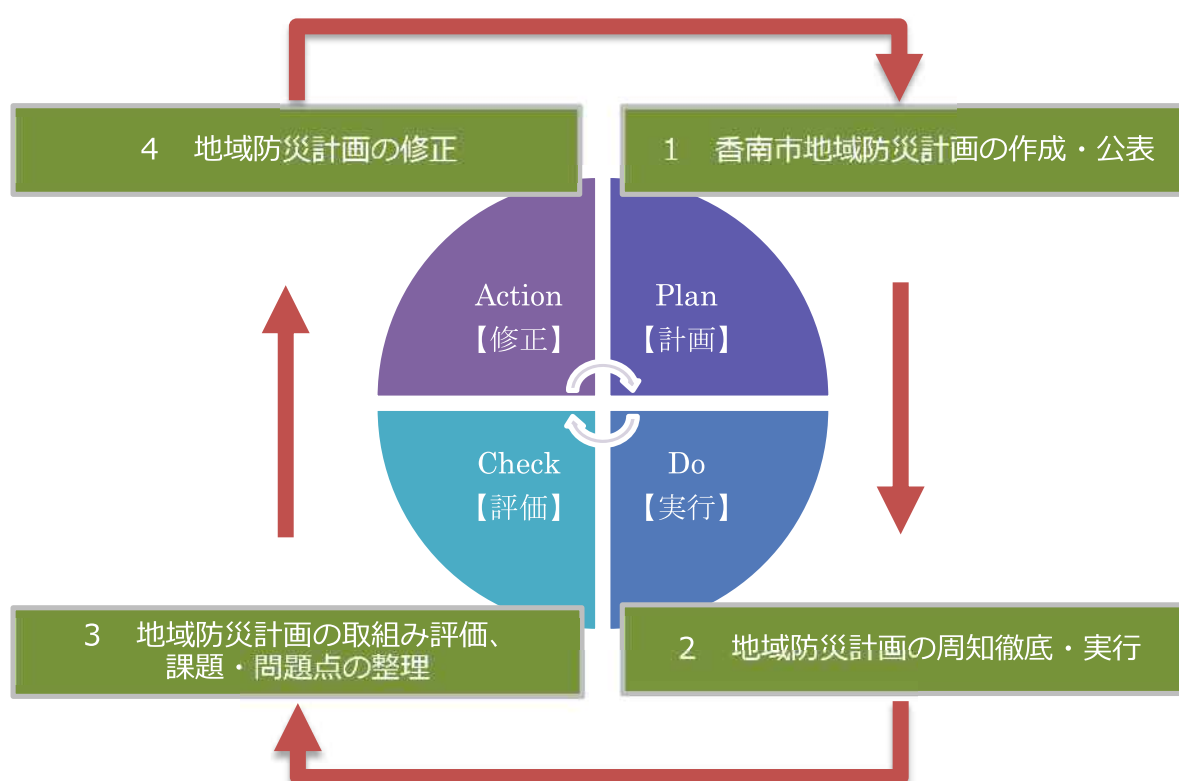 4 地域防災計画の修正
1 香南市地域防災計画の作成・公表
Action
【修正】
Plan
【計画】
Check
【評価】
Do
【実行】
3 地域防災計画の取組み評価、
課題・問題点の整理
2 地域防災計画の周知徹底・実行